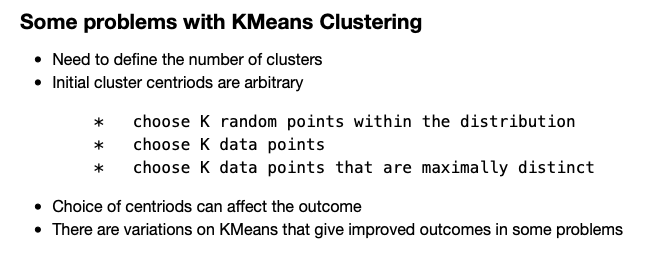 Some problems with KMeans Clustering
• Need to define the number of clusters
• Initial cluster centriods are arbitrary
* choose K random points within the distribution
* choose K data points
* choose K data points that are maximally distinct
• Choice of centriods can affect the outcome
• There are variations on KMeans that give improved outcomes in some problems